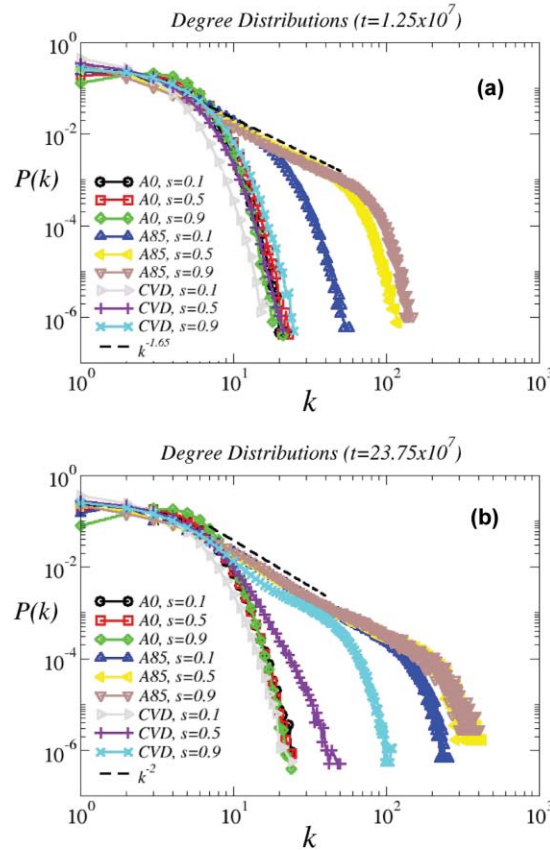 Degree Distributions (t=1.25x10^7)
10^0
(a)
10^-2
P(k)
10^-4
10^-6
A0, s=0.1
A0, s=0.5
A0, s=0.9
A85, s=0.1
A85, s=0.5
A85, s=0.9
CVD, s=0.1
CVD, s=0.5
CVD, s=0.9
k^-1.65
10^0 10^1 10^2 10^3
k
Degree Distributions (t=23.75x10^7)
10^0
(b)
10^-2
P(k)
10^-4
10^-6
A0, s=0.1
A0, s=0.5
A0, s=0.9
A85, s=0.1
A85, s=0.5
A85, s=0.9
CVD, s=0.1
CVD, s=0.5
CVD, s=0.9
k^-2
10^0 10^1 10^2 10^3
k